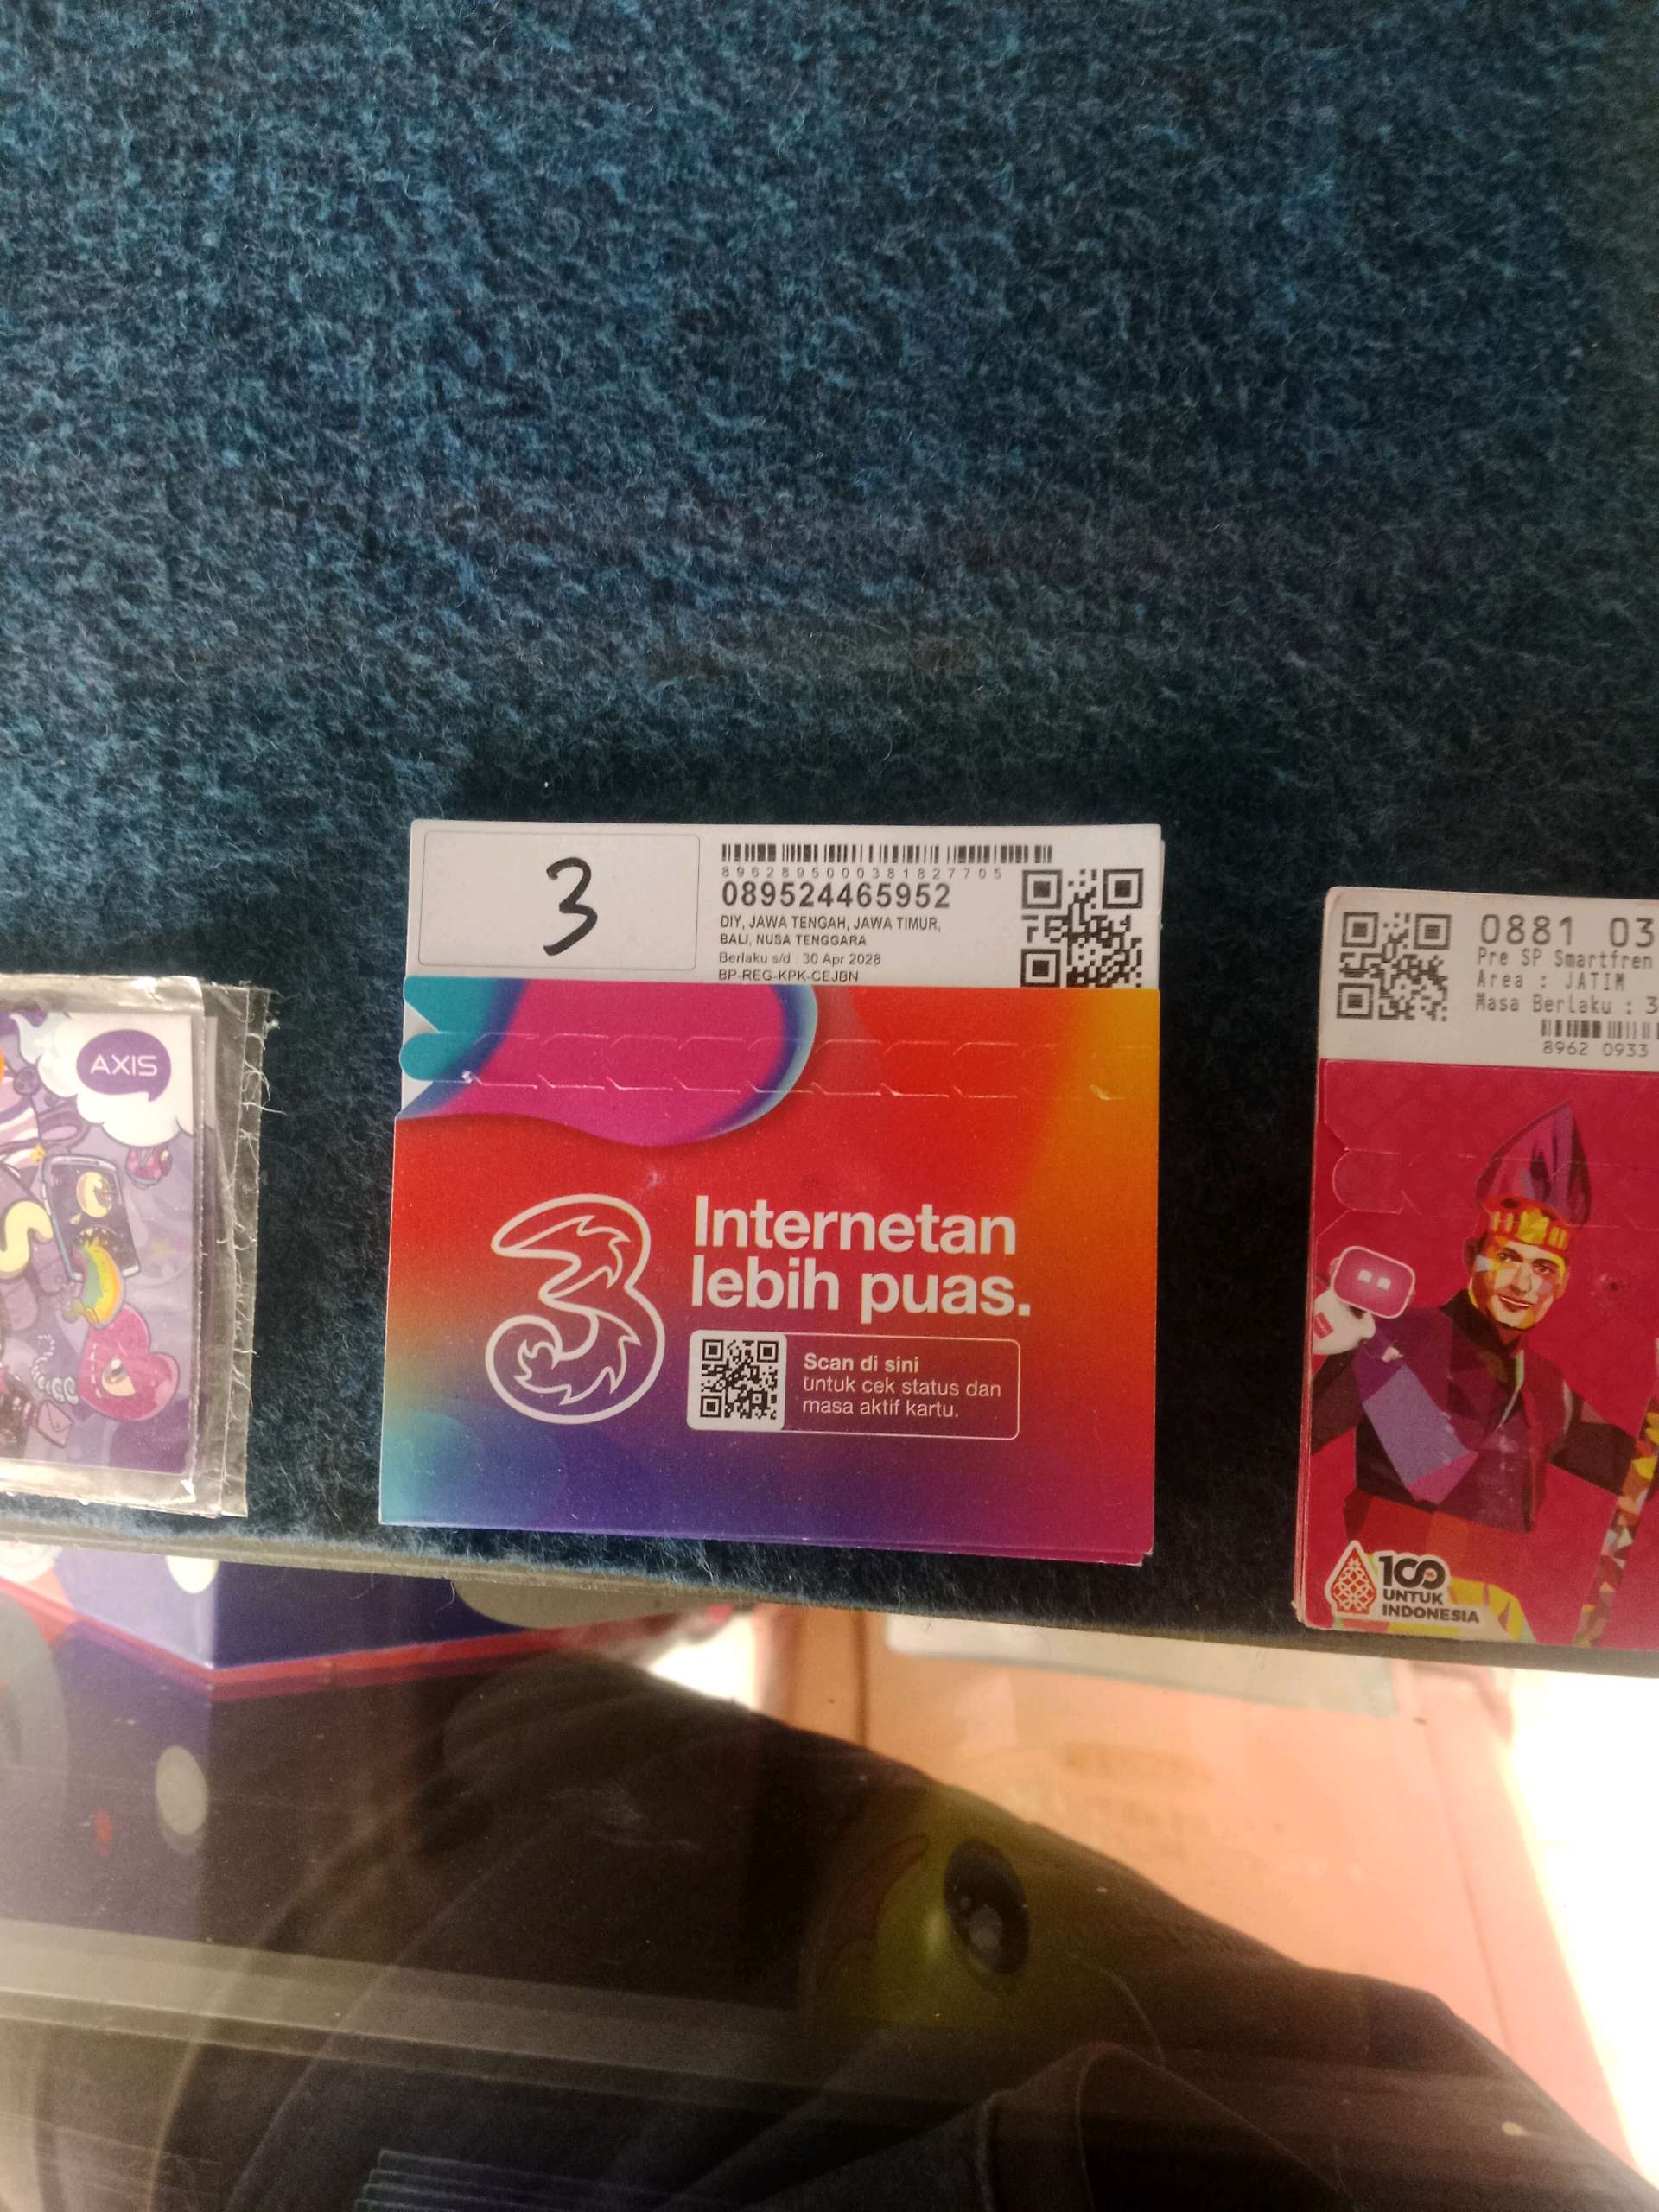 3
8962895000381827705
089524465952
DIY, JAWA TENGAH, JAWA TIMUR,
BALI, NUSA TENGGARA
Berlaku s/d : 30 Apr 2028
BP-REG-KPK-CEJBN
3
Internetan
lebih puas.
Scan di sini
untuk cek status dan
masa aktif kartu.
AXIS
0881 03
Pre SP Smartfren
Area : JATIM
Masa Berlaku : 3
8962 0933
100
UNTUK
INDONESIA